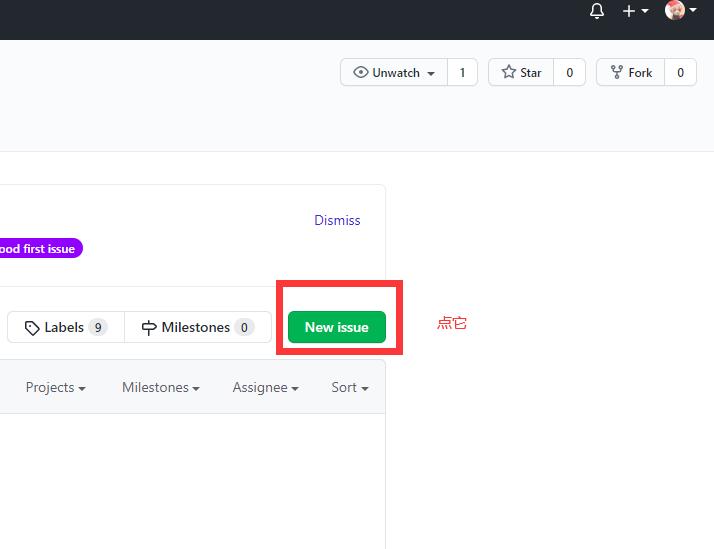 Unwatch 1 Star 0 Fork 0
Dismiss
ood first issue
Labels 9 Milestones 0 New issue
点它
Projects Milestones Assignee Sort